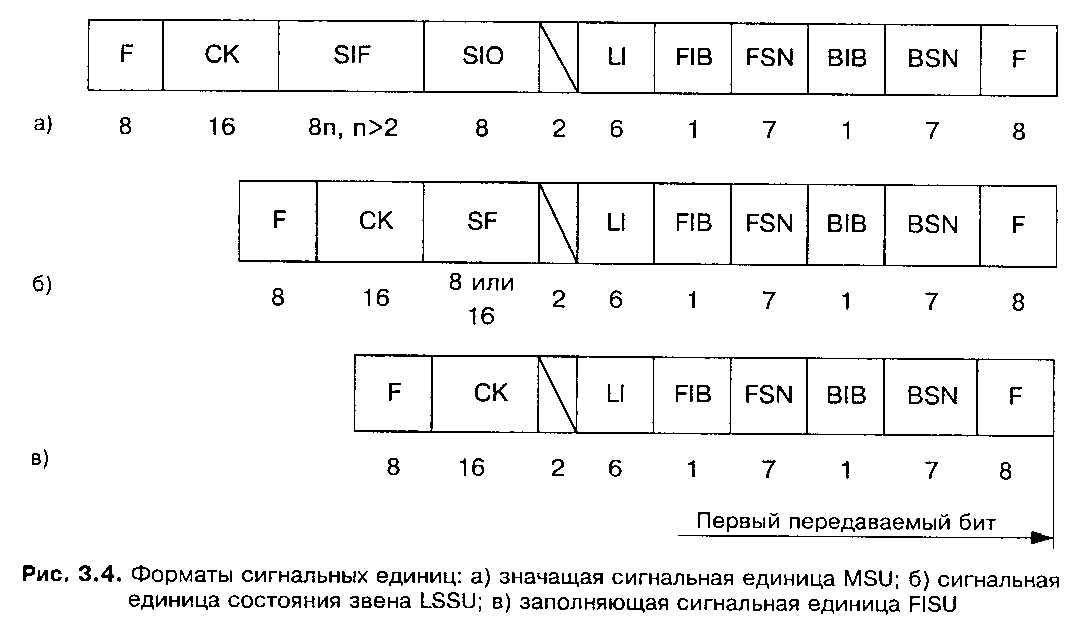 F CK SIF SIO LI FIB FSN BIB BSN F
а) 8 16 8n, n>2 8 2 6 1 7 1 7 8
F CK SF LI FIB FSN BIB BSN F
б) 8 16 8 или 16 2 6 1 7 1 7 8
F CK LI FIB FSN BIB BSN F
в) 8 16 2 6 1 7 1 7 8
Первый передаваемый бит
Рис. 3.4. Форматы сигнальных единиц: а) значащая сигнальная единица MSU; б) сигнальная
единица состояния звена LSSU; в) заполняющая сигнальная единица FISU